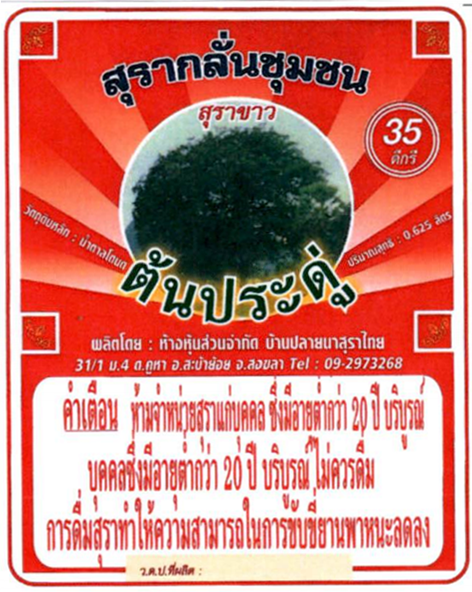 สุรากลั่นชุมชน
สุราขาว
35
ดีกรี
วัตถุดิบหลัก : น้ำตาลโตนด
ปริมาณสุทธิ : 0.625 ลิตร
ต้นประดู่
ผลิตโดย : ห้างหุ้นส่วนจำกัด บ้านปลายนาสุราไทย
31/1 ม.4 ต.คูหา อ.สะบ้าย้อย จ.สงขลา Tel : 09-2973268
คำเตือน ห้ามจำหน่ายสุราแก่บุคคล ซึ่งมีอายุต่ำกว่า 20 ปี บริบูรณ์
บุคคลซึ่งมีอายุต่ำกว่า 20 ปี บริบูรณ์ ไม่ควรดื่ม
การดื่มสุราทำให้ความสามารถในการขับขี่ยานพาหนะลดลง
ว.ด.ป.ที่ผลิต :